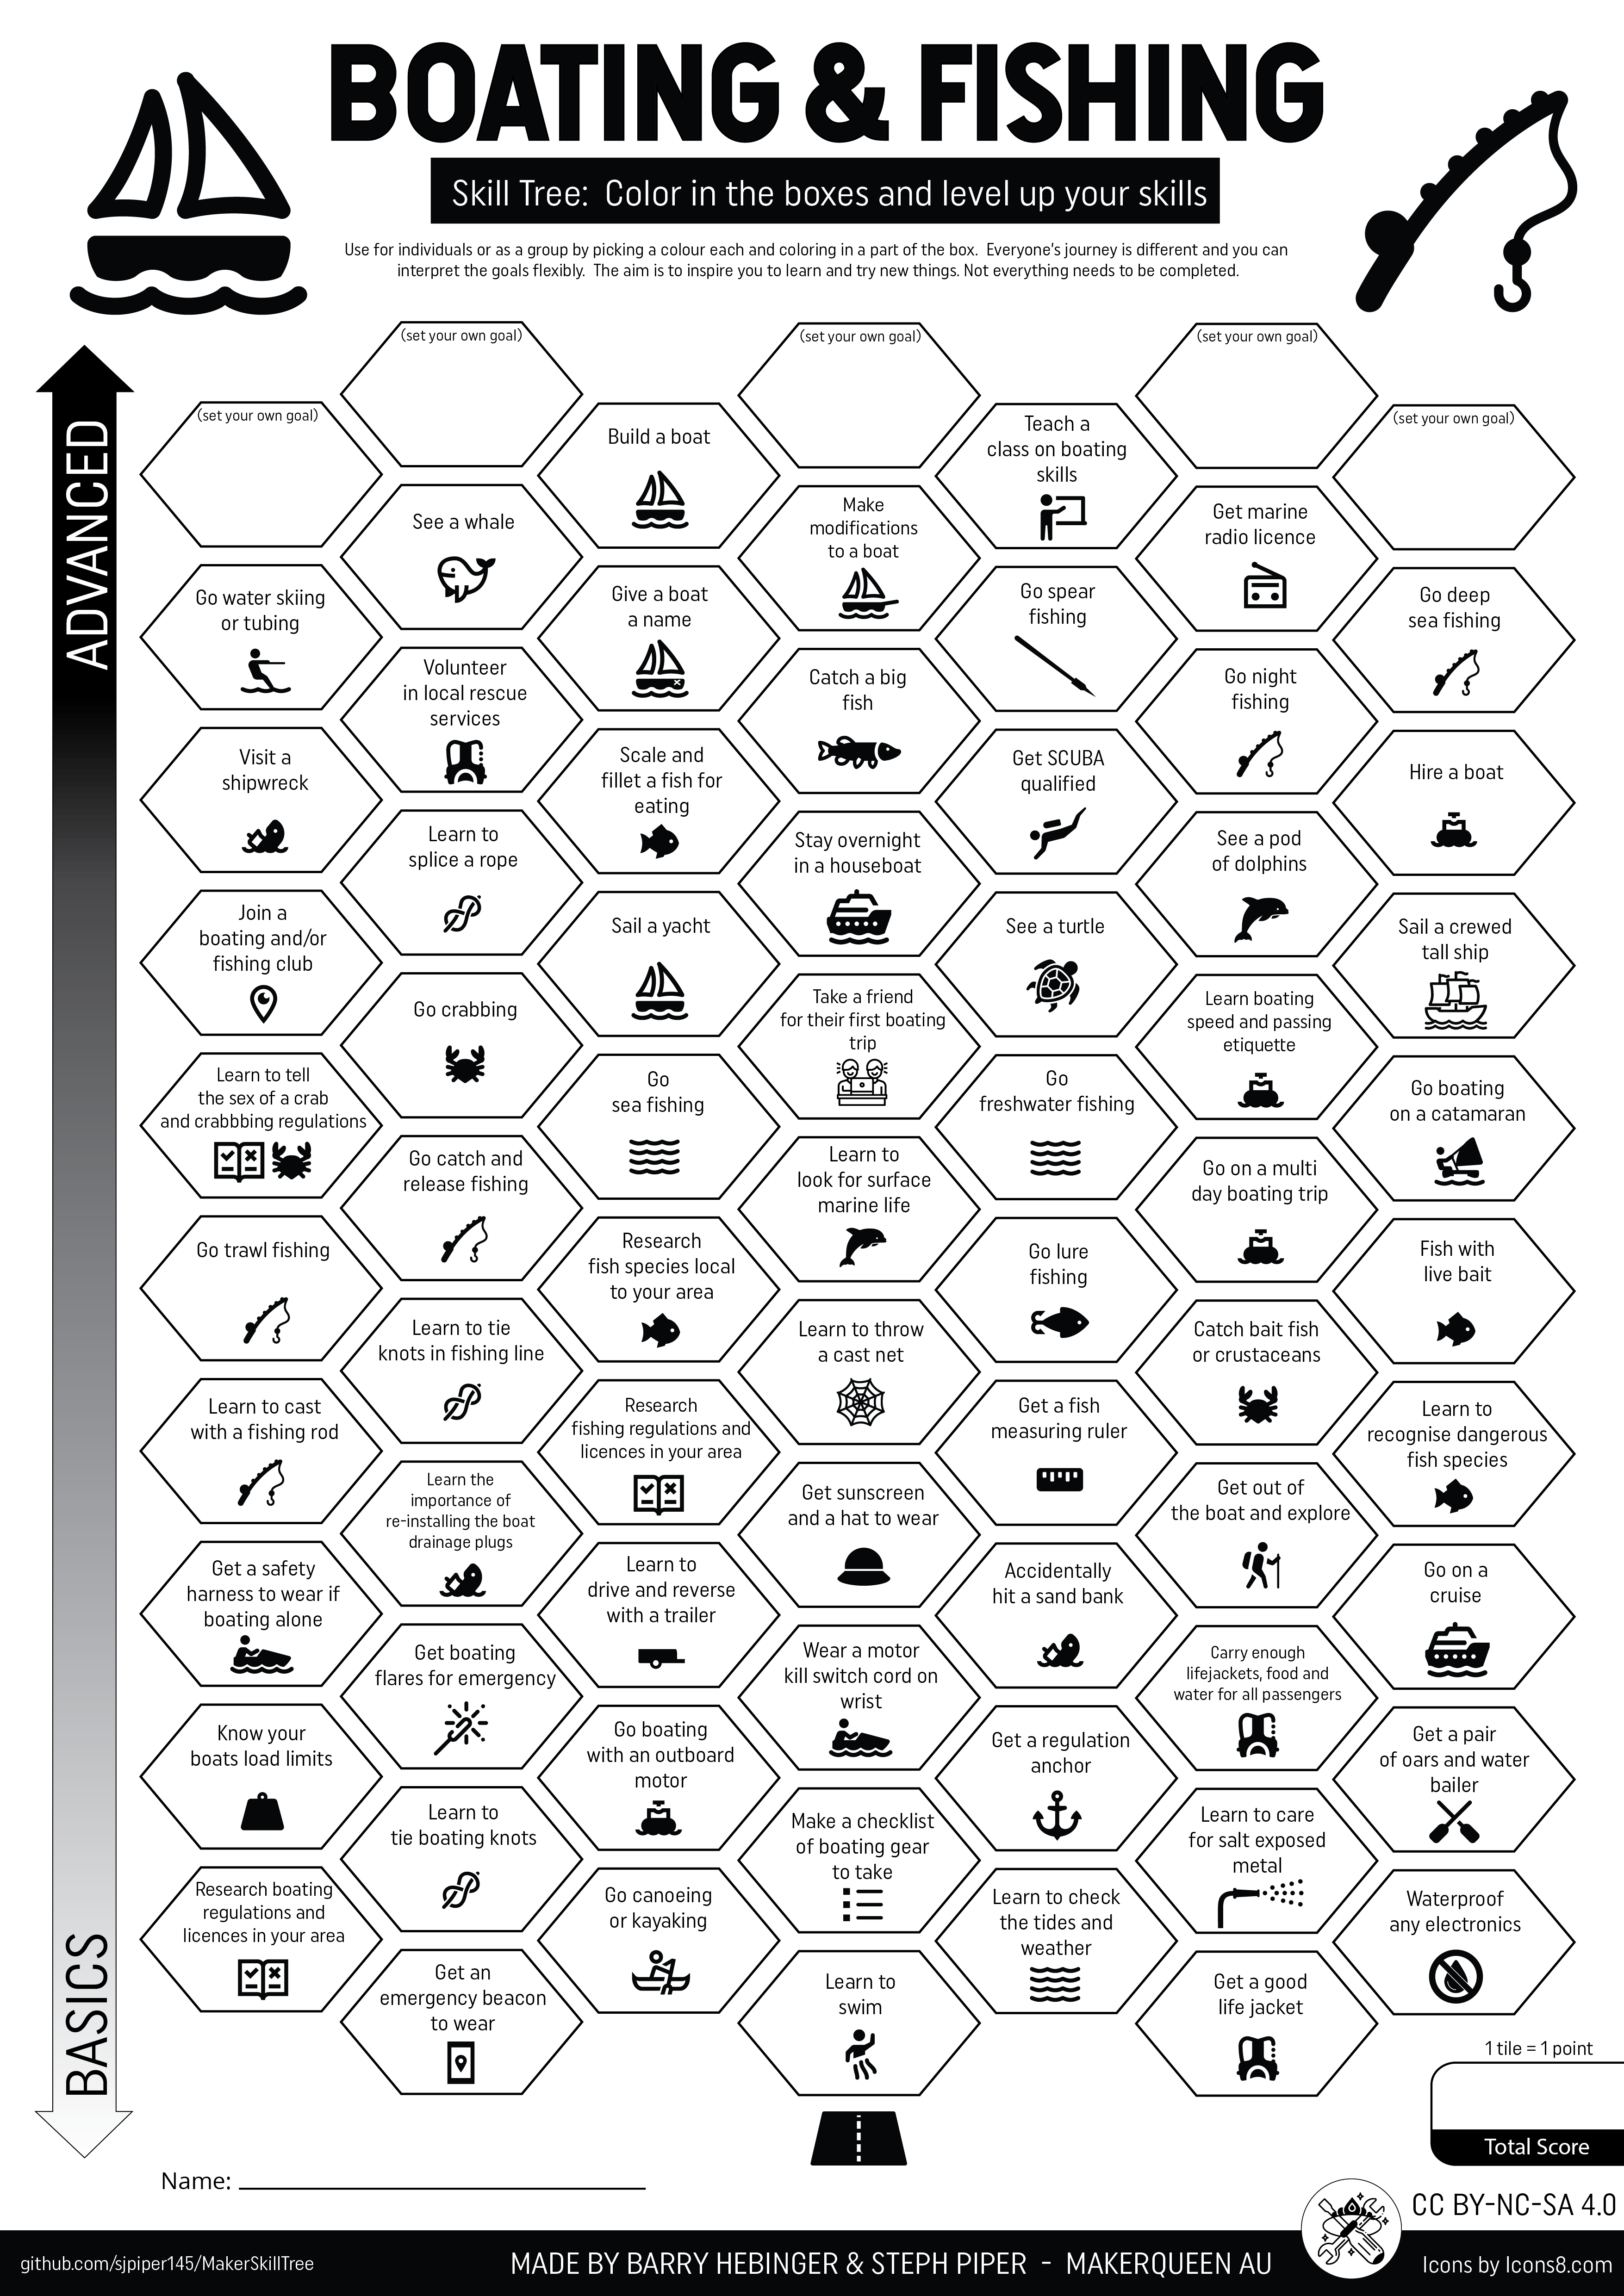 BOATING & FISHING
Skill Tree:  Color in the boxes and level up your skills
Use for individuals or as a group by picking a colour each and coloring in a part of the box.  Everyone's journey is different and you can
interpret the goals flexibly.  The aim is to inspire you to learn and try new things. Not everything needs to be completed.
ADVANCED
BASICS
(set your own goal)
(set your own goal)
(set your own goal)
(set your own goal)
(set your own goal)
Build a boat
Teach a
class on boating
skills
See a whale
Make
modifications
to a boat
Get marine
radio licence
Go water skiing
or tubing
Give a boat
a name
Go spear
fishing
Go deep
sea fishing
Volunteer
in local rescue
services
Catch a big
fish
Go night
fishing
Visit a
shipwreck
Scale and
fillet a fish for
eating
Get SCUBA
qualified
Hire a boat
Learn to
splice a rope
Stay overnight
in a houseboat
See a pod
of dolphins
Join a
boating and/or
fishing club
Sail a yacht
See a turtle
Sail a crewed
tall ship
Go crabbing
Take a friend
for their first boating
trip
Learn boating
speed and passing
etiquette
Learn to tell
the sex of a crab
and crabbbing regulations
Go
sea fishing
Go
freshwater fishing
Go boating
on a catamaran
Go catch and
release fishing
Learn to
look for surface
marine life
Go on a multi
day boating trip
Go trawl fishing
Research
fish species local
to your area
Go lure
fishing
Fish with
live bait
Learn to tie
knots in fishing line
Learn to throw
a cast net
Catch bait fish
or crustaceans
Learn to cast
with a fishing rod
Research
fishing regulations and
licences in your area
Get a fish
measuring ruler
Learn to
recognise dangerous
fish species
Learn the
importance of
re-installing the boat
drainage plugs
Get sunscreen
and a hat to wear
Get out of
the boat and explore
Get a safety
harness to wear if
boating alone
Learn to
drive and reverse
with a trailer
Accidentally
hit a sand bank
Go on a
cruise
Get boating
flares for emergency
Wear a motor
kill switch cord on
wrist
Carry enough
lifejackets, food and
water for all passengers
Know your
boats load limits
Go boating
with an outboard
motor
Get a regulation
anchor
Get a pair
of oars and water
bailer
Learn to
tie boating knots
Make a checklist
of boating gear
to take
Learn to care
for salt exposed
metal
Research boating
regulations and
licences in your area
Go canoeing
or kayaking
Learn to check
the tides and
weather
Waterproof
any electronics
Get an
emergency beacon
to wear
Learn to
swim
Get a good
life jacket
1 tile = 1 point
Total Score
Name:
CC BY-NC-SA 4.0
github.com/sjpiper145/MakerSkillTree
MADE BY BARRY HEBINGER & STEPH PIPER  -  MAKERQUEEN AU
Icons by Icons8.com